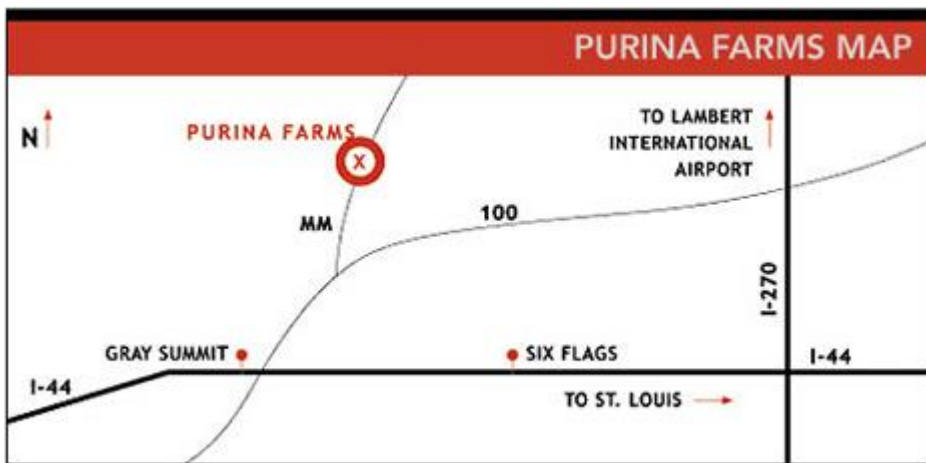 PURINA FARMS MAP
N
PURINA FARMS
X
TO LAMBERT
INTERNATIONAL
AIRPORT
MM
100
I-270
GRAY SUMMIT
SIX FLAGS
I-44
I-44
TO ST. LOUIS